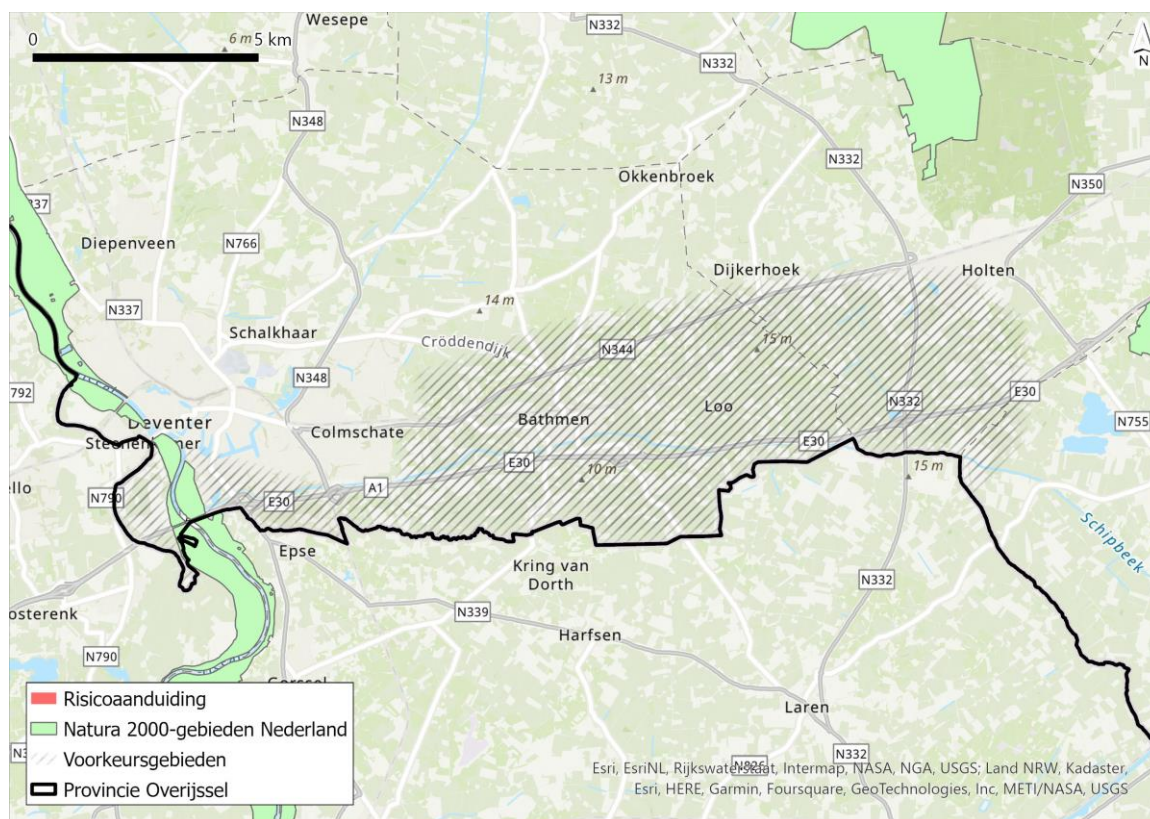 Wesepe
N332
0
5 km
6 m
N332
N
13 m
N348
N332
Okkenbroek
N350
N337
Diepenveen
N766
Dijkerhoek
Holten
N337
14 m
Schalkhaar
Cröddendijk
15 m
N344
N348
N792
E30
N332
Loo
Deventer
Bathmen
N755
Colmschate
E30
E30
15 m
N790
A1
10 m
E30
Epse
Schipbeek
Kring van
Dorth
N332
N339
Harfsen
N790
Laren
N332
N826
Risicoaanduiding
Natura 2000-gebieden Nederland
Voorkeursgebieden
Provincie Overijssel
Esri, EsriNL, Rijkswaterstaat, Intermap, NASA, NGA, USGS; Land NRW, Kadaster,
Esri, HERE, Garmin, Foursquare, GeoTechnologies, Inc, METI/NASA, USGS